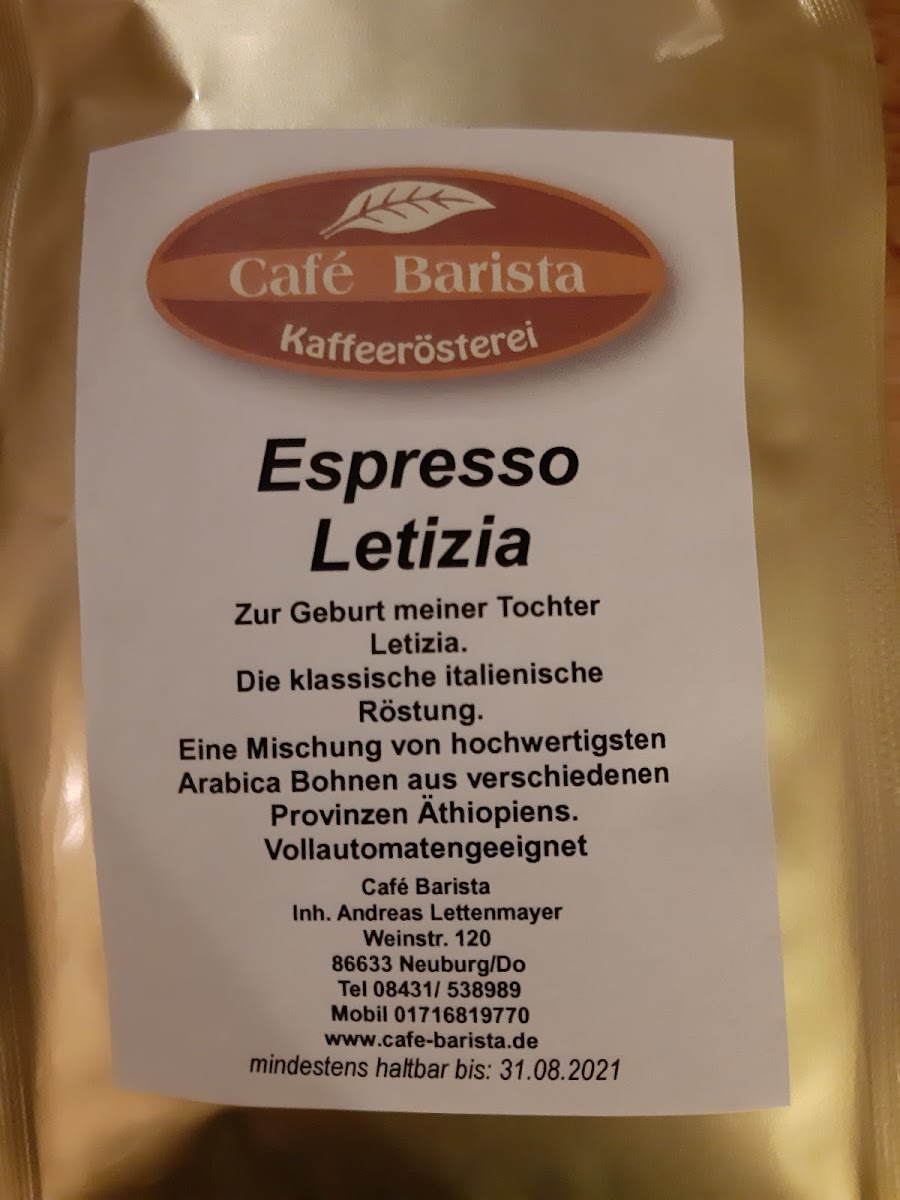 Café Barista
Kaffeerösterei
Espresso
Letizia
Zur Geburt meiner Tochter
Letizia.
Die klassische italienische
Röstung.
Eine Mischung von hochwertigsten
Arabica Bohnen aus verschiedenen
Provinzen Äthiopiens.
Vollautomatengeeignet
Café Barista
Inh. Andreas Lettenmayer
Weinstr. 120
86633 Neuburg/Do
Tel 08431/ 538989
Mobil 01716819770
www.cafe-barista.de
mindestens haltbar bis: 31.08.2021